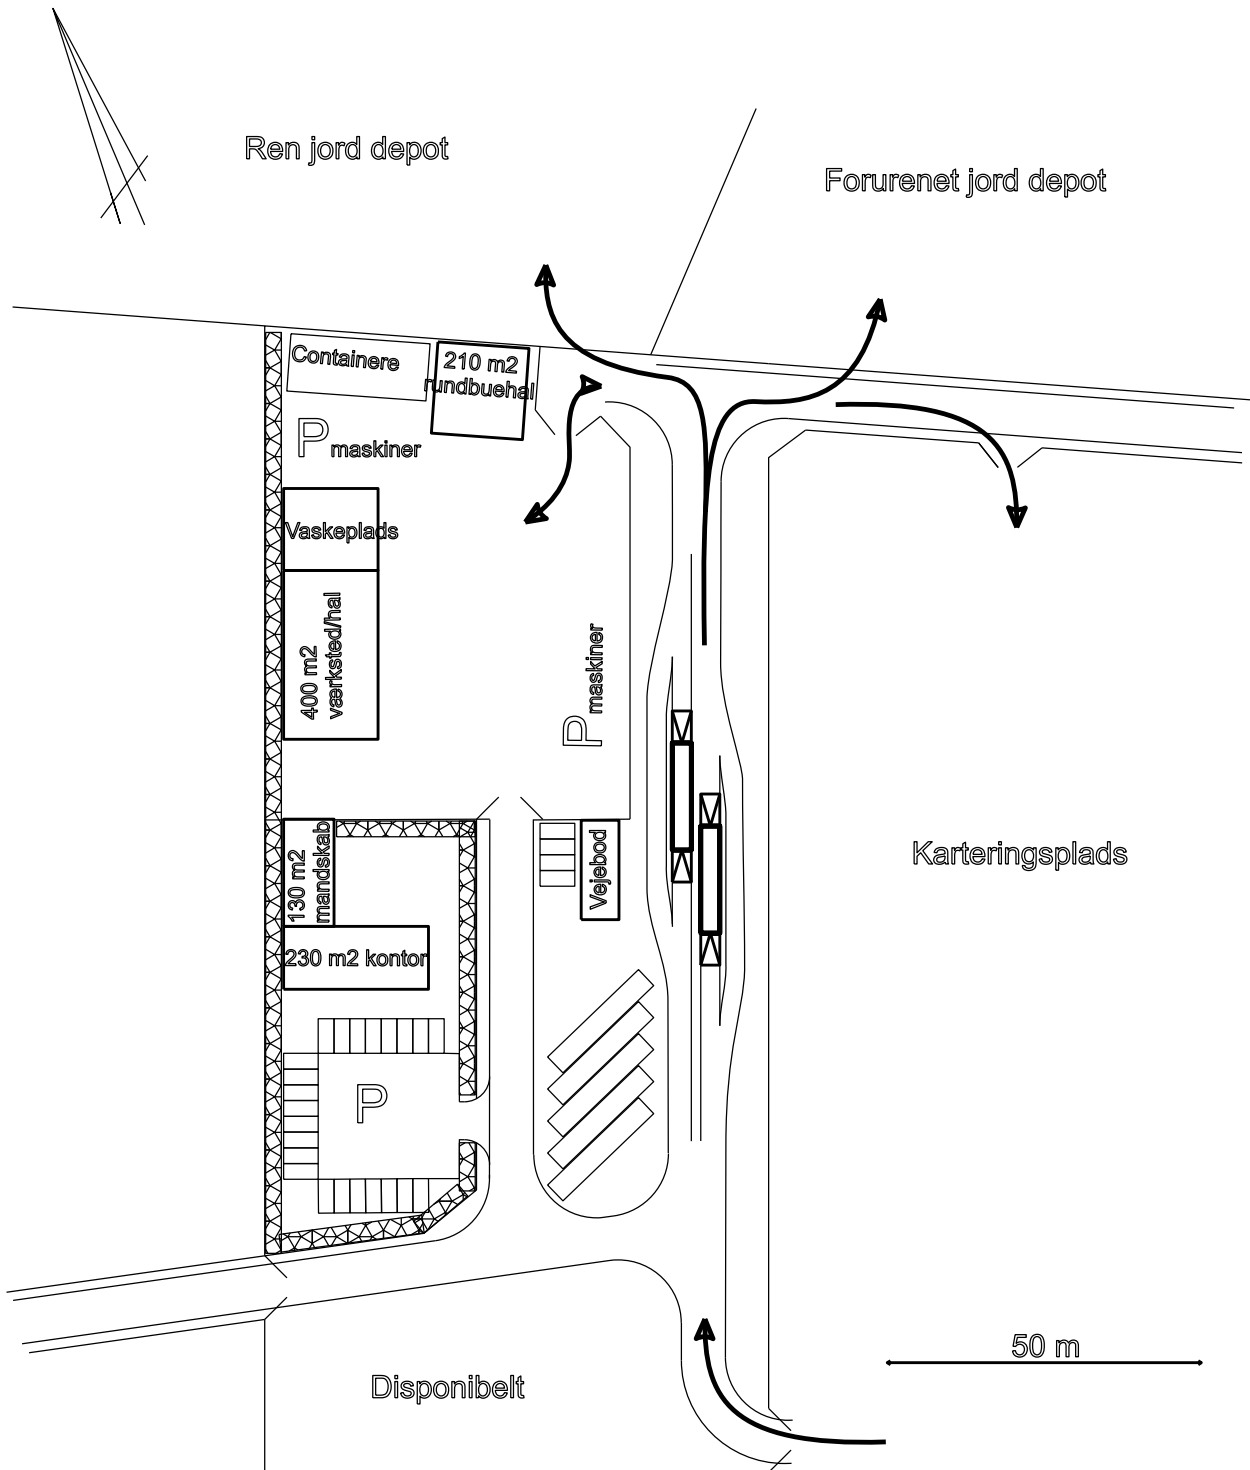 Ren jord depot
Forurenet jord depot
Containere
210 m2
rundbuehal
P maskiner
Vaskeplads
400 m2
værksted/hal
P maskiner
130 m2
mandskab
Vejebod
Karteringsplads
230 m2 kontor
P
50 m
Disponibelt